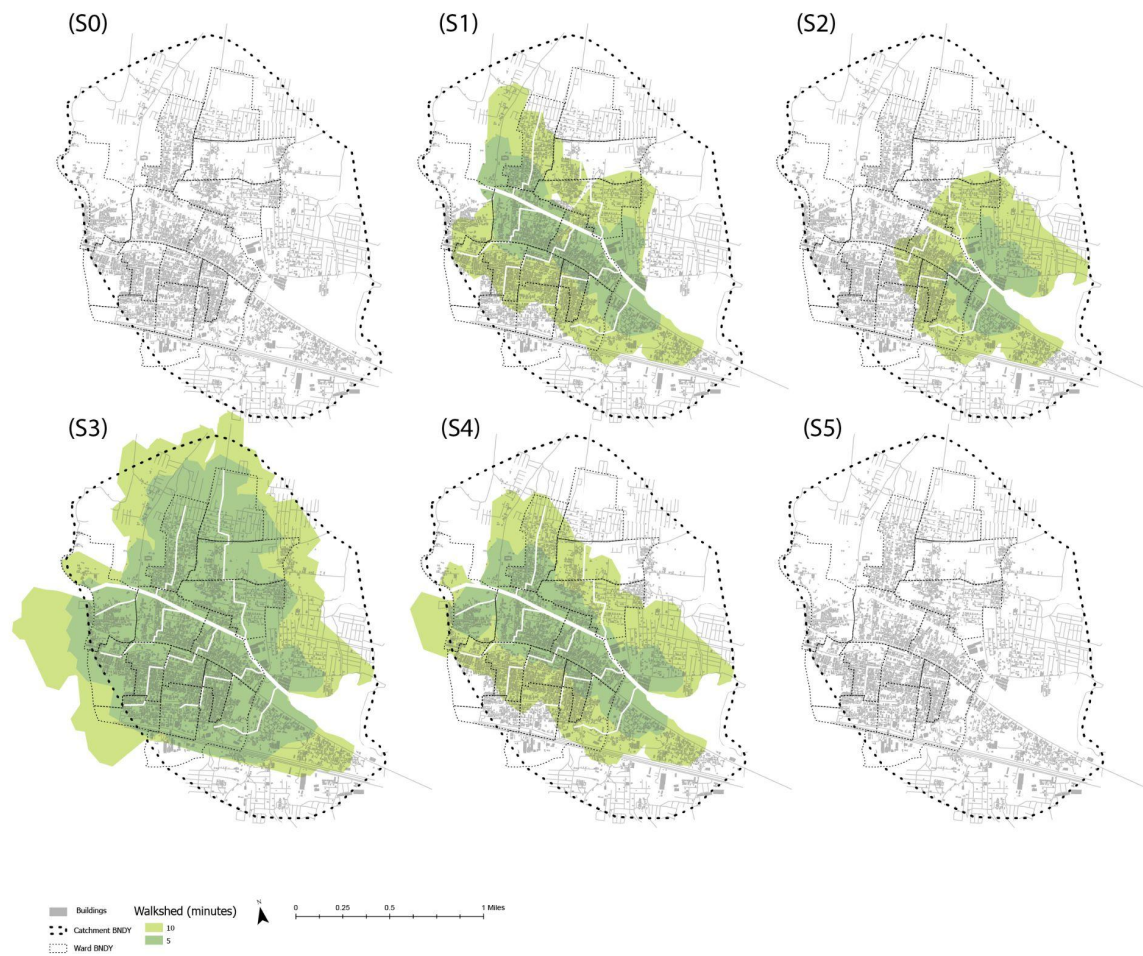 (S0)
(S1)
(S2)
(S3)
(S4)
(S5)
Buildings
Catchment BNDY
Ward BNDY
Walkshed (minutes)
10
5
N
0 0.25 0.5 1 Miles